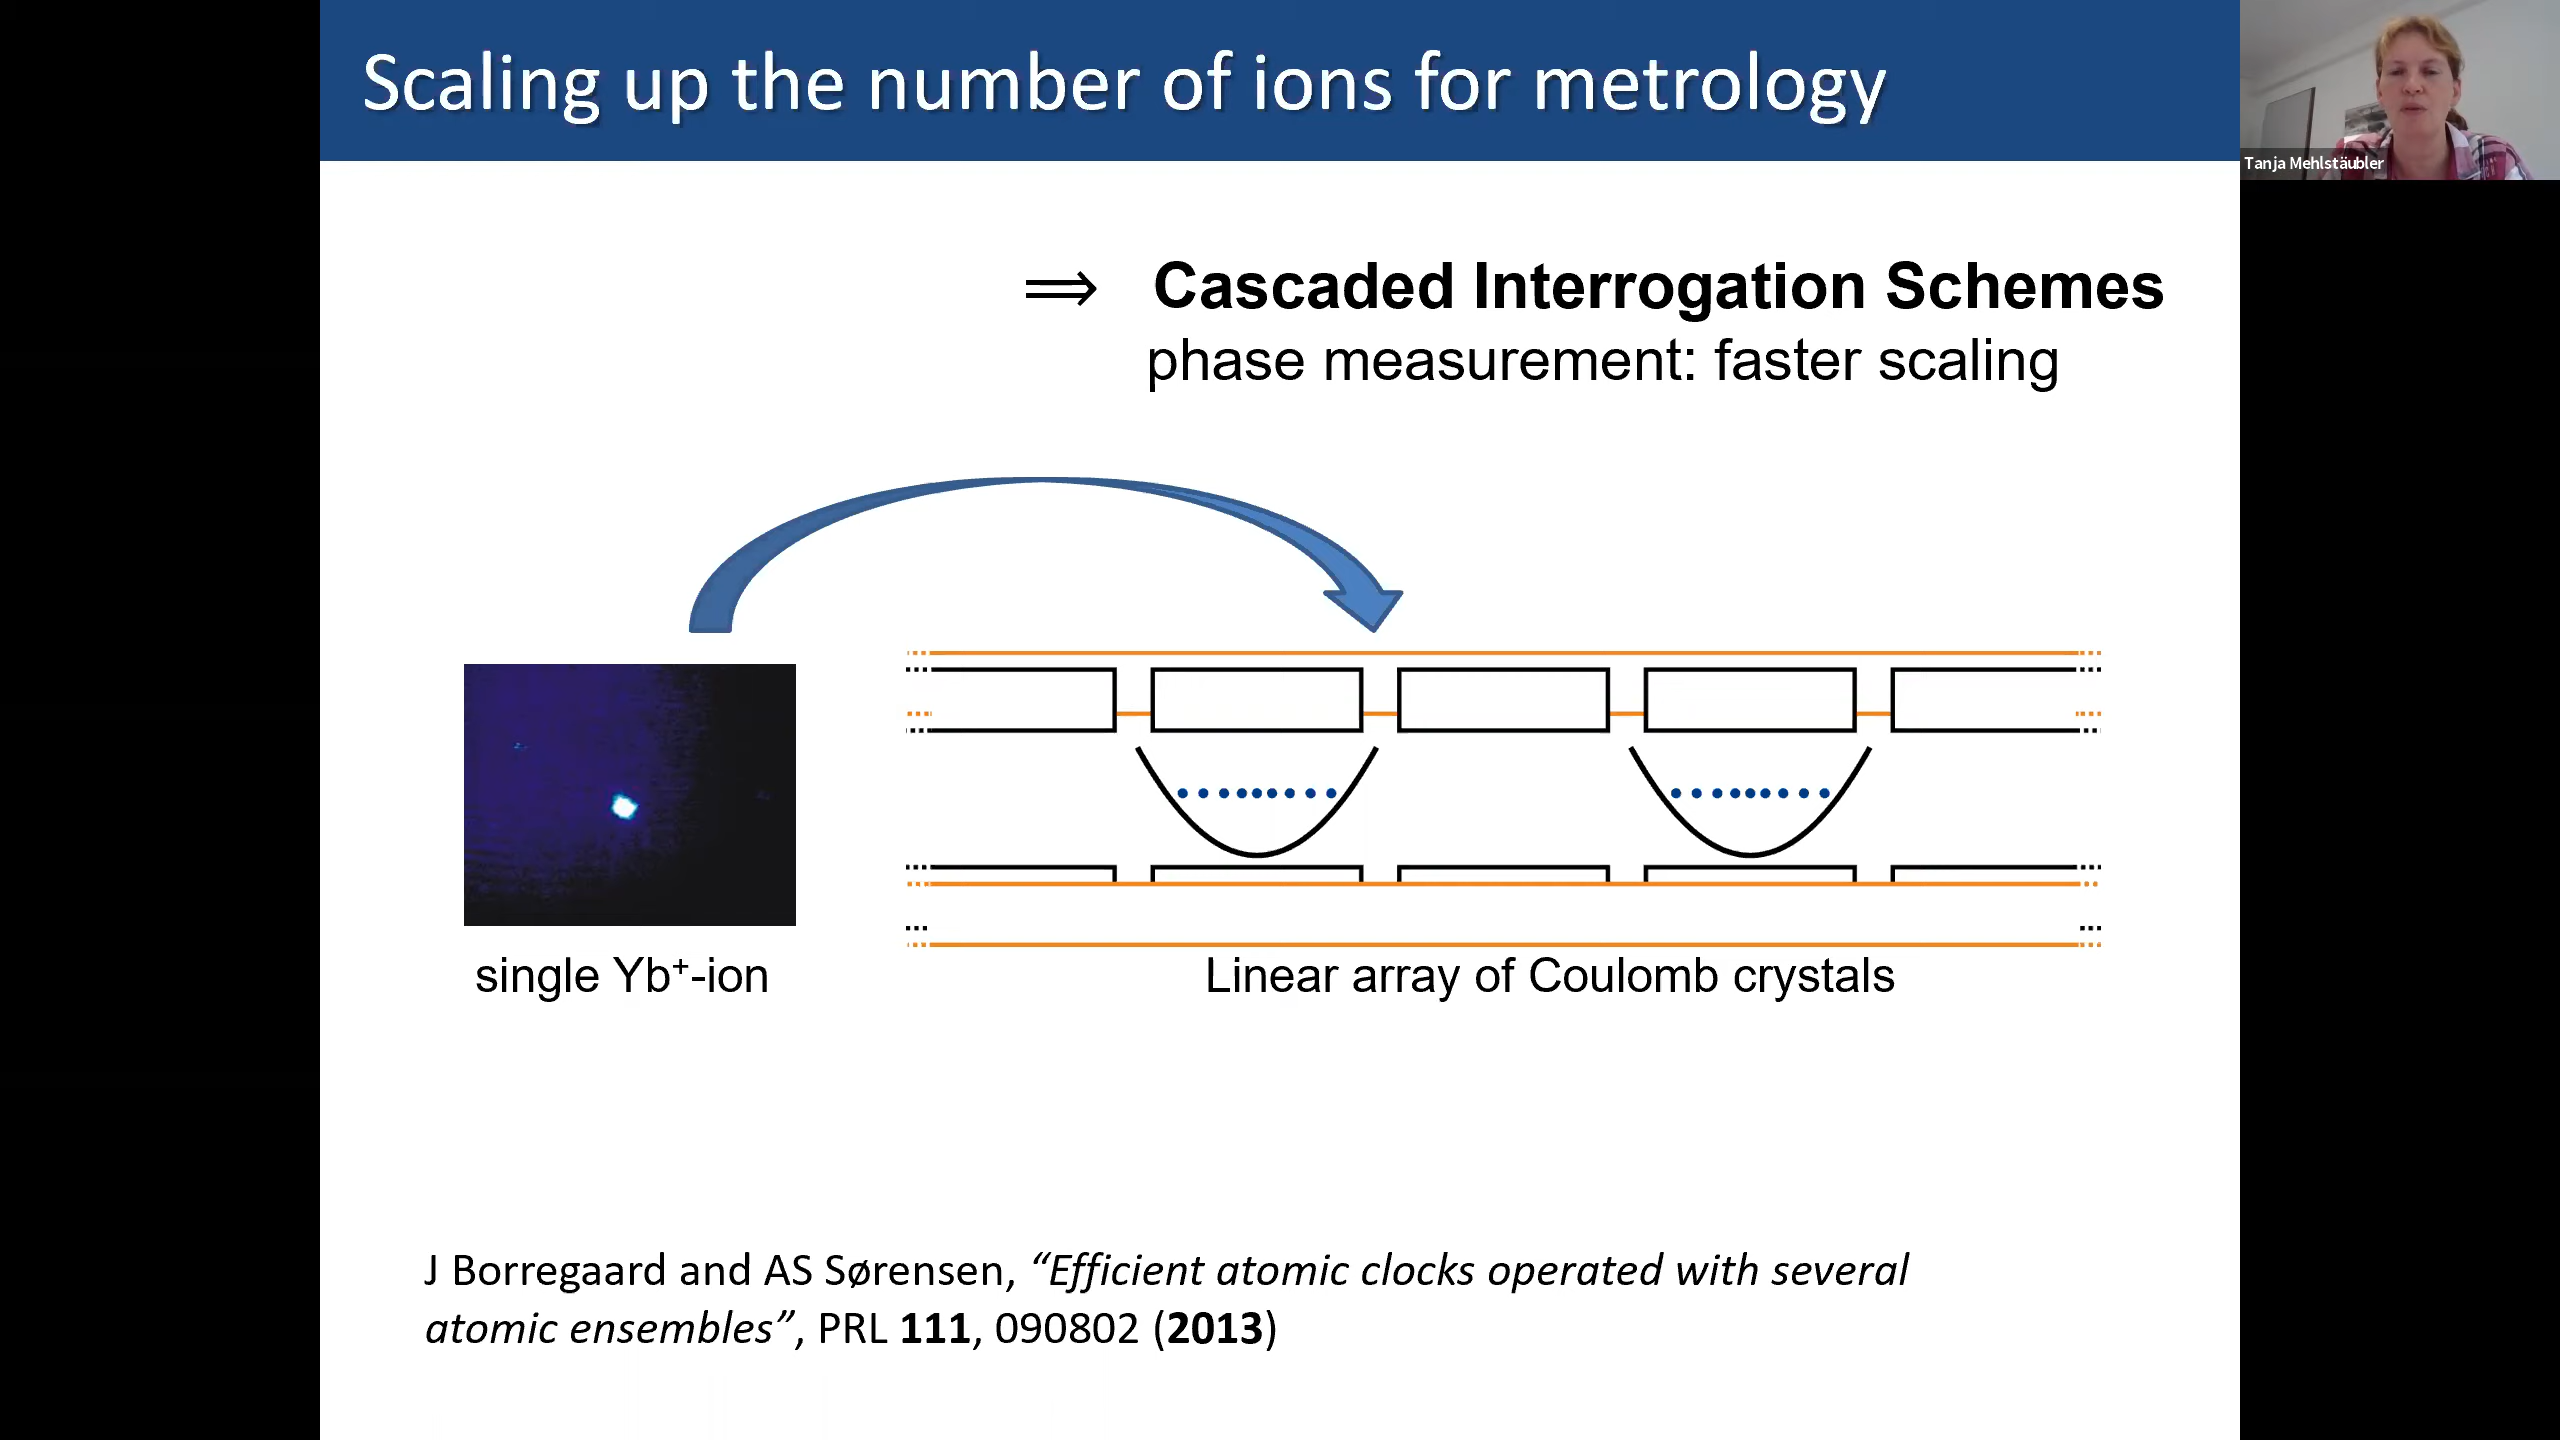 Scaling up the number of ions for metrology
Tanja Mehlstäubler
⟹ Cascaded Interrogation Schemes
phase measurement: faster scaling
single Yb⁺-ion
Linear array of Coulomb crystals
J Borregaard and AS Sørensen, “Efficient atomic clocks operated with several
atomic ensembles”, PRL 111, 090802 (2013)